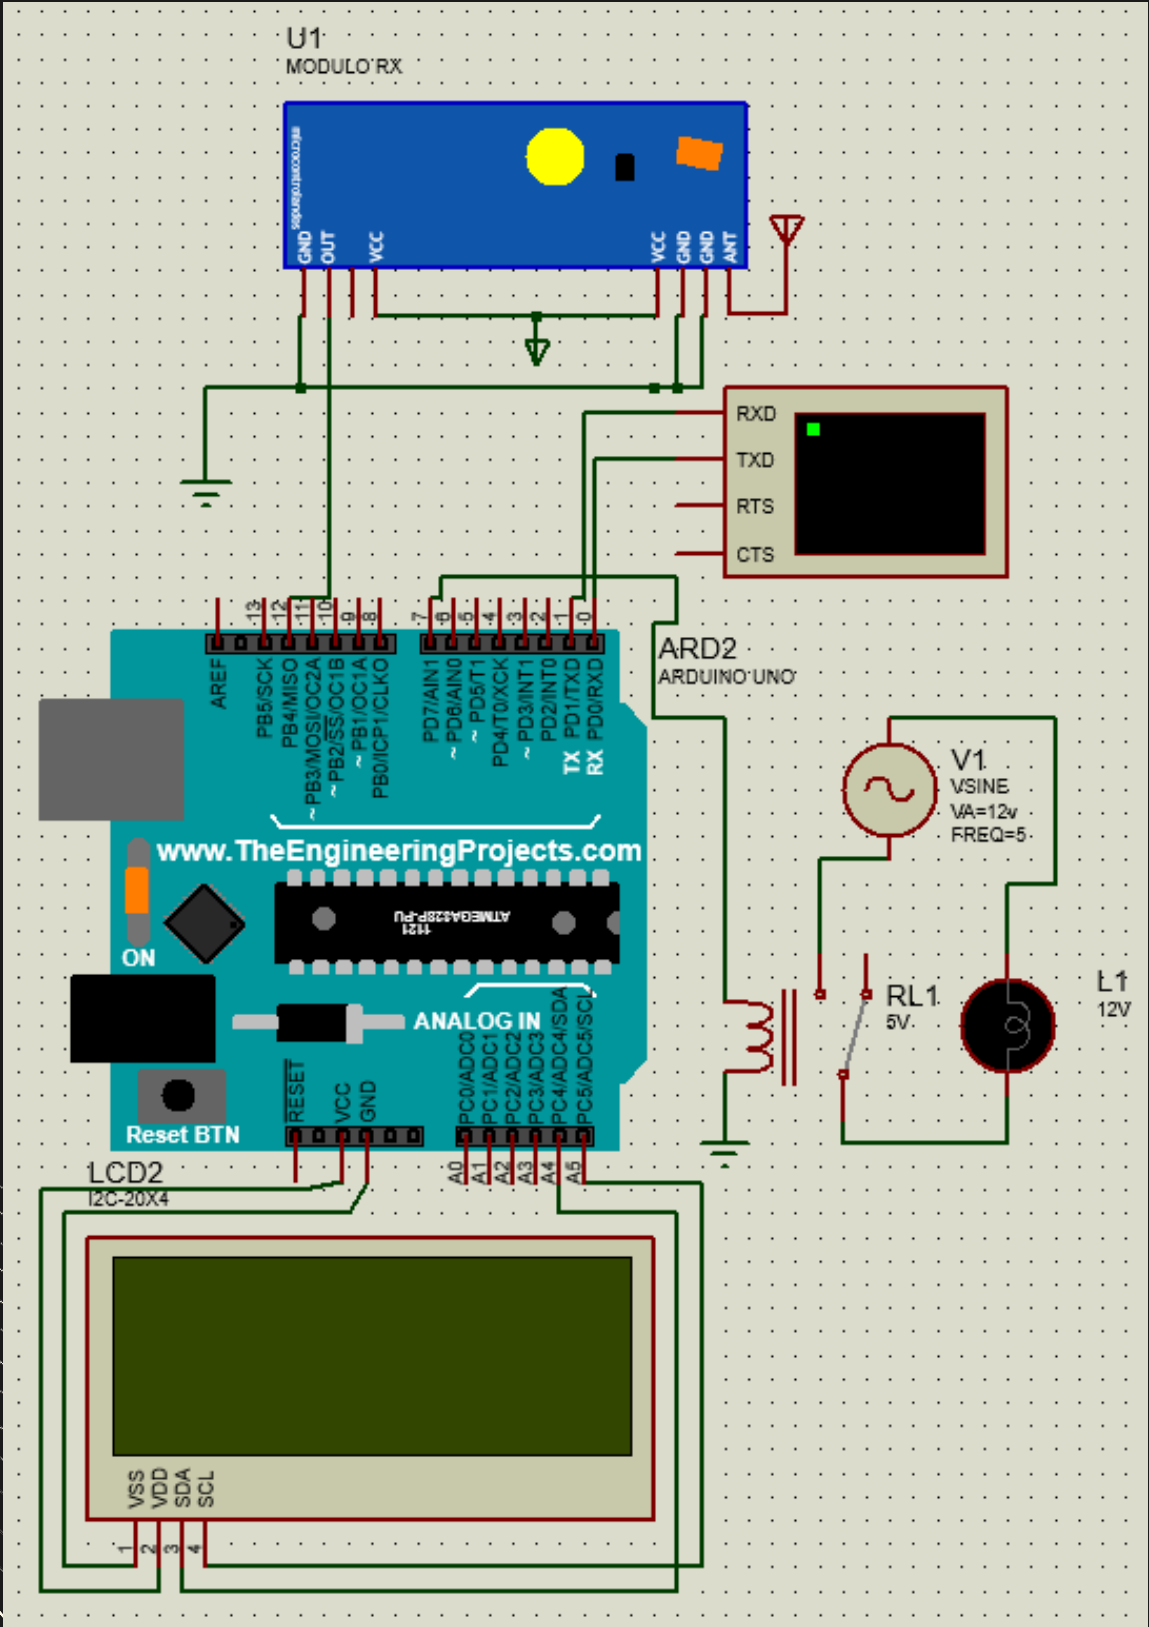 U1
MODULO RX
microcontrolandos
GND
OUT
VCC
VCC
GND
GND
ANT
RXD
TXD
RTS
CTS
13
12
11
10
9
8
7
6
5
4
3
2
1
0
AREF
PB5/SCK
PB4/MISO
~ PB3/MOSI/OC2A
~ PB2/SS/OC1B
~ PB1/OC1A
PB0/ICP1/CLKO
PD7/AIN1
~ PD6/AIN0
~ PD5/T1
PD4/T0/XCK
~ PD3/INT1
PD2/INT0
PD1/TXD
PD0/RXD
TX
RX
ARD2
ARDUINO UNO
V1
VSINE
VA=12v
FREQ=5
www.TheEngineeringProjects.com
ATMEGA328P-PU
1121
ON
ANALOG IN
RL1
5V
L1
12V
RESET
VCC
GND
PC0/ADC0
PC1/ADC1
PC2/ADC2
PC3/ADC3
PC4/ADC4/SDA
PC5/ADC5/SCL
Reset BTN
A0
A1
A2
A3
A4
A5
LCD2
I2C-20X4
VSS
VDD
SDA
SCL
1
2
3
4